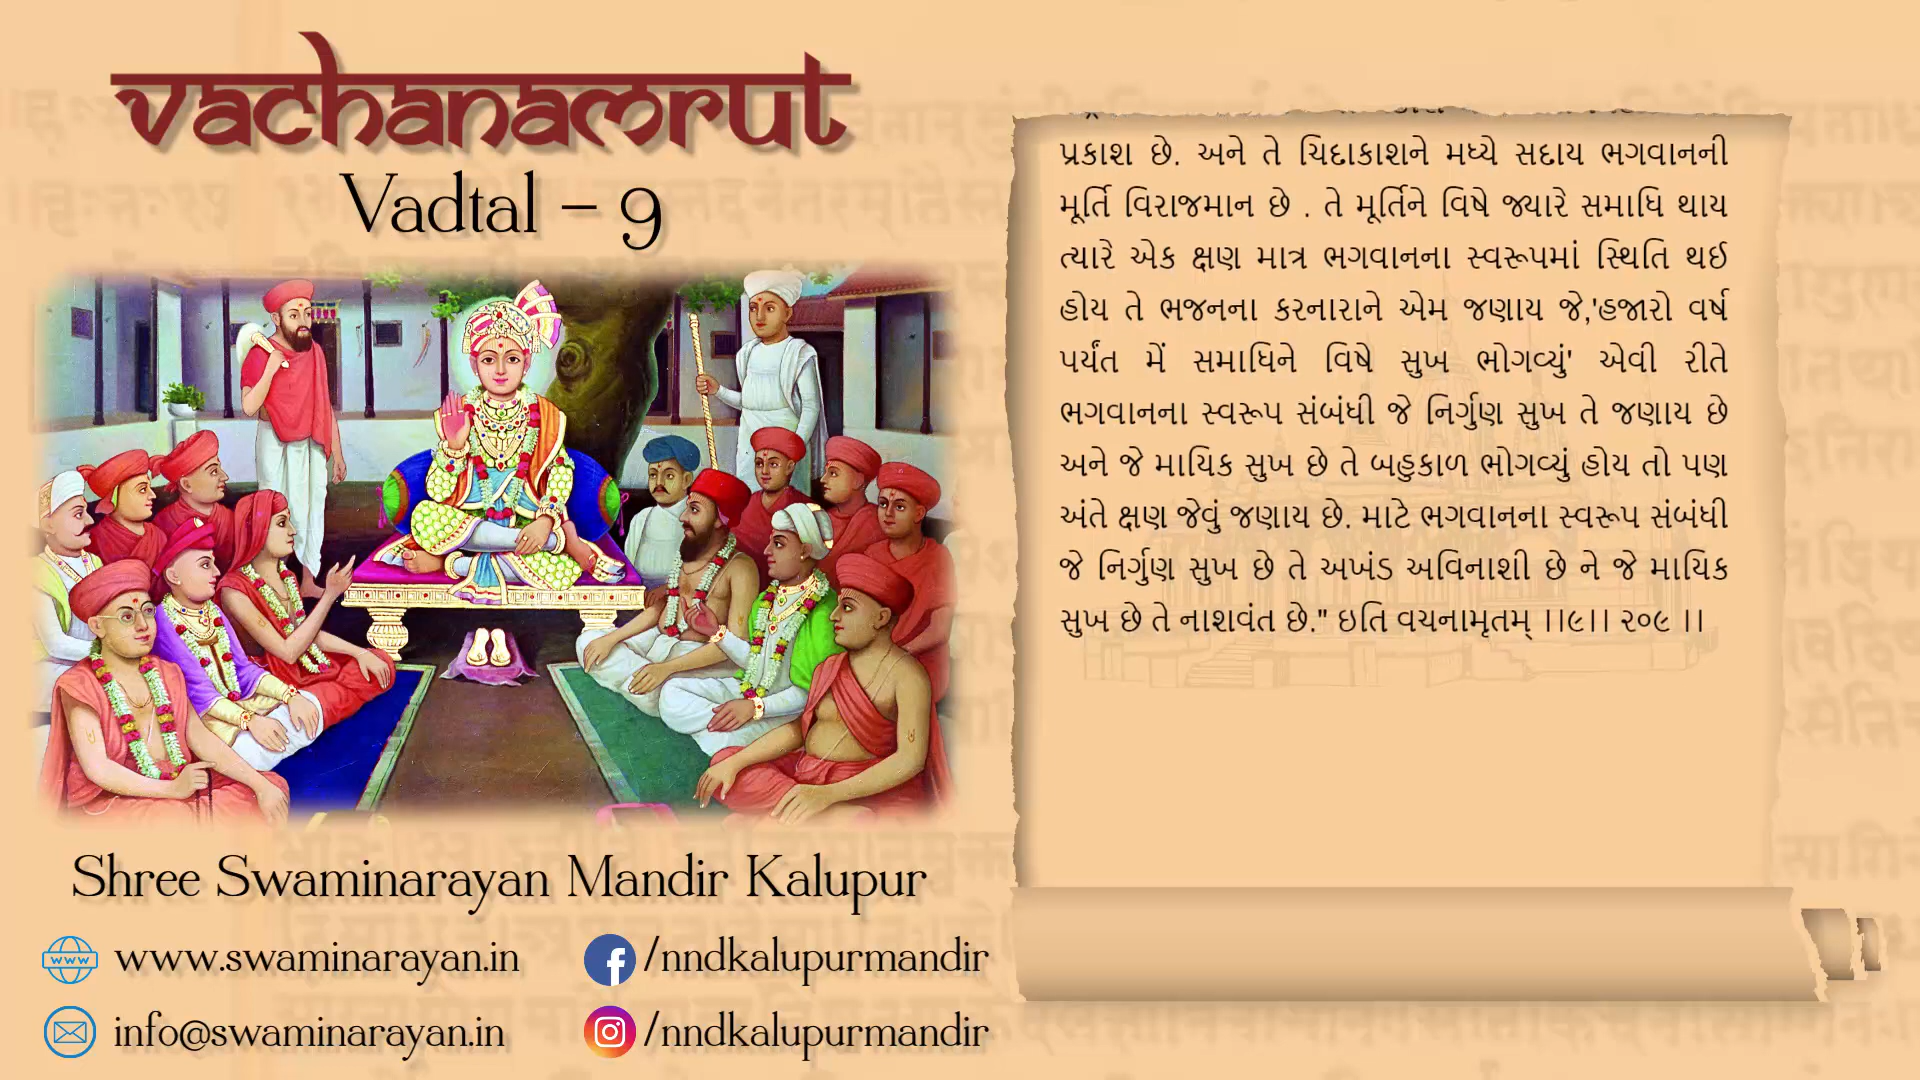 vachanamrut
Vadtal – 9
પ્રકાશ છે. અને તે ચિદાકાશને મધ્યે સદાય ભગવાનની
મૂર્તિ વિરાજમાન છે . તે મૂર્તિને વિષે જ્યારે સમાધિ થાય
ત્યારે એક ક્ષણ માત્ર ભગવાનના સ્વરૂપમાં સ્થિતિ થઈ
હોય તે ભજનના કરનારાને એમ જણાય જે,'હજારો વર્ષ
પર્યંત મેં સમાધિને વિષે સુખ ભોગવ્યું' એવી રીતે
ભગવાનના સ્વરૂપ સંબંધી જે નિર્ગુણ સુખ તે જણાય છે
અને જે માયિક સુખ છે તે બહુકાળ ભોગવ્યું હોય તો પણ
અંતે ક્ષણ જેવું જણાય છે. માટે ભગવાનના સ્વરૂપ સંબંધી
જે નિર્ગુણ સુખ છે તે અખંડ અવિનાશી છે ને જે માયિક
સુખ છે તે નાશવંત છે." ઇતિ વચનામૃતમ્ ।।૯।। ૨૦૯ ।।
Shree Swaminarayan Mandir Kalupur
www
www.swaminarayan.in
/nndkalupurmandir
info@swaminarayan.in
/nndkalupurmandir